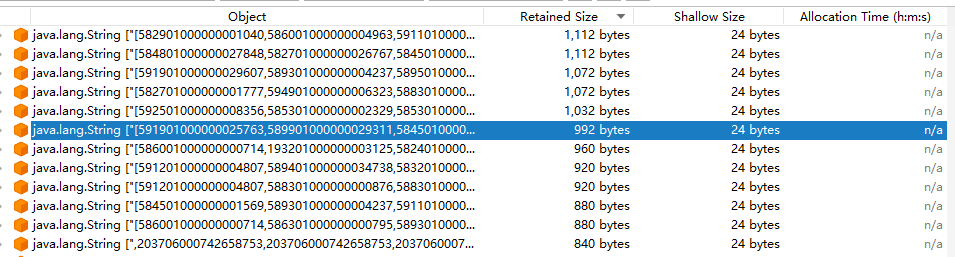 Object Retained Size Shallow Size Allocation Time (h:m:s)
java.lang.String ["[582901000000001040,586001000000004963,5911010000... 1,112 bytes 24 bytes n/a
java.lang.String ["[584801000000027848,582701000000026767,5845010000... 1,112 bytes 24 bytes n/a
java.lang.String ["[591901000000029607,589301000000004237,5895010000... 1,072 bytes 24 bytes n/a
java.lang.String ["[582701000000001777,594901000000006323,5883010000... 1,072 bytes 24 bytes n/a
java.lang.String ["[592501000000008356,585301000000002329,5853010000... 1,032 bytes 24 bytes n/a
java.lang.String ["[591901000000025763,589901000000029311,5845010000... 992 bytes 24 bytes n/a
java.lang.String ["[586001000000000714,193201000000003125,5824010000... 960 bytes 24 bytes n/a
java.lang.String ["[591201000000004807,589401000000034738,5832010000... 920 bytes 24 bytes n/a
java.lang.String ["[591201000000004807,588301000000000876,5883010000... 920 bytes 24 bytes n/a
java.lang.String ["[584501000000001569,589301000000004237,5911010000... 880 bytes 24 bytes n/a
java.lang.String ["[586001000000000714,586301000000000795,5893010000... 880 bytes 24 bytes n/a
java.lang.String [",203706000742658753,203706000742658753,2037060007... 840 bytes 24 bytes n/a